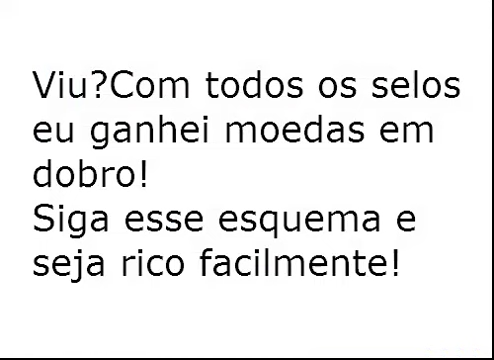 Viu?Com todos os selos
eu ganhei moedas em
dobro!
Siga esse esquema e
seja rico facilmente!